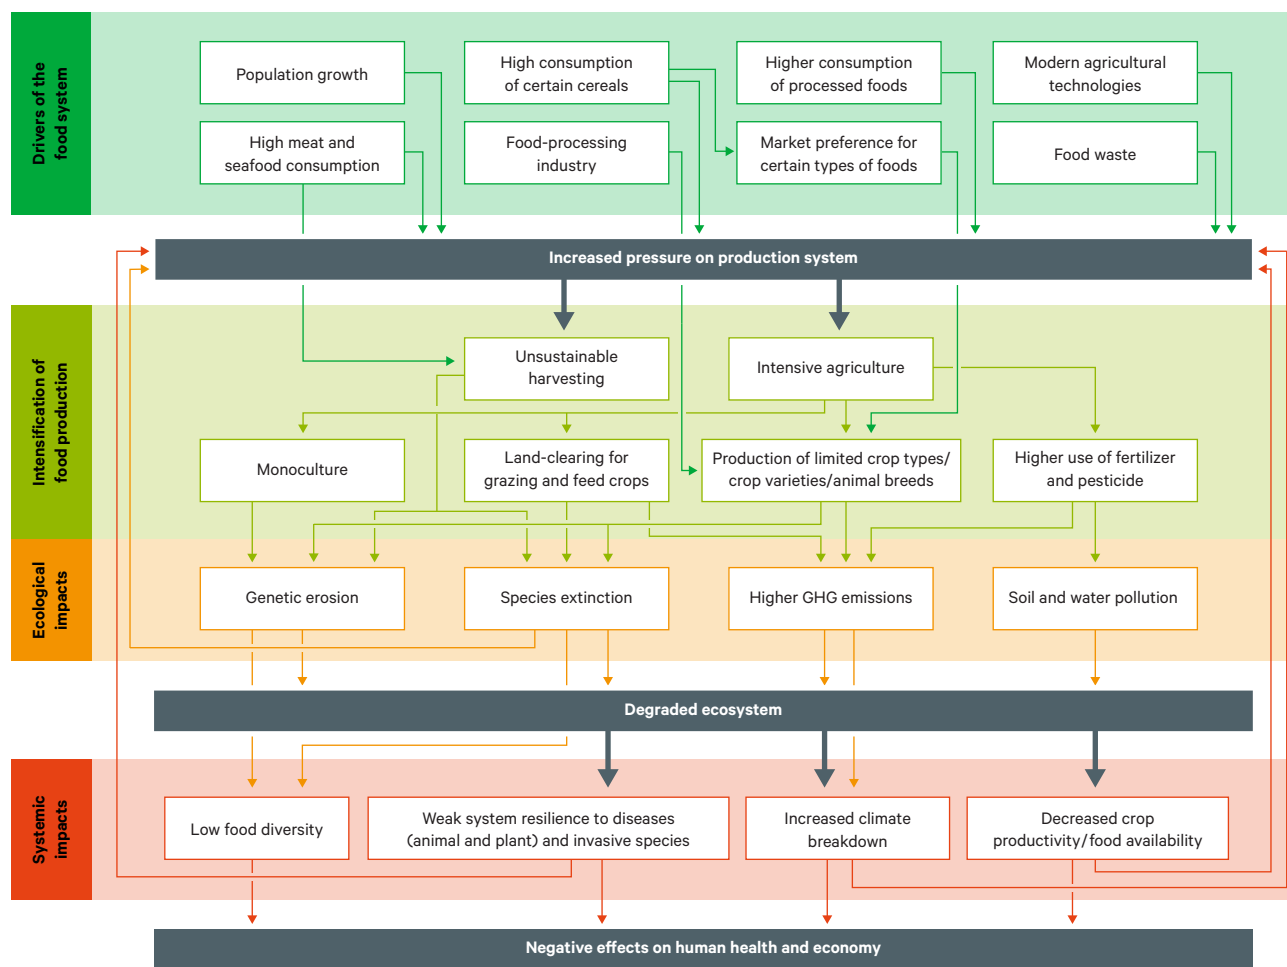 Drivers of the
food system
Population growth
High consumption
of certain cereals
Higher consumption
of processed foods
Modern agricultural
technologies
High meat and
seafood consumption
Food-processing
industry
Market preference for
certain types of foods
Food waste
Increased pressure on production system
Intensification of
food production
Unsustainable
harvesting
Intensive agriculture
Monoculture
Land-clearing for
grazing and feed crops
Production of limited crop types/
crop varieties/animal breeds
Higher use of fertilizer
and pesticide
Ecological
impacts
Genetic erosion
Species extinction
Higher GHG emissions
Soil and water pollution
Degraded ecosystem
Systemic
impacts
Low food diversity
Weak system resilience to diseases
(animal and plant) and invasive species
Increased climate
breakdown
Decreased crop
productivity/food availability
Negative effects on human health and economy